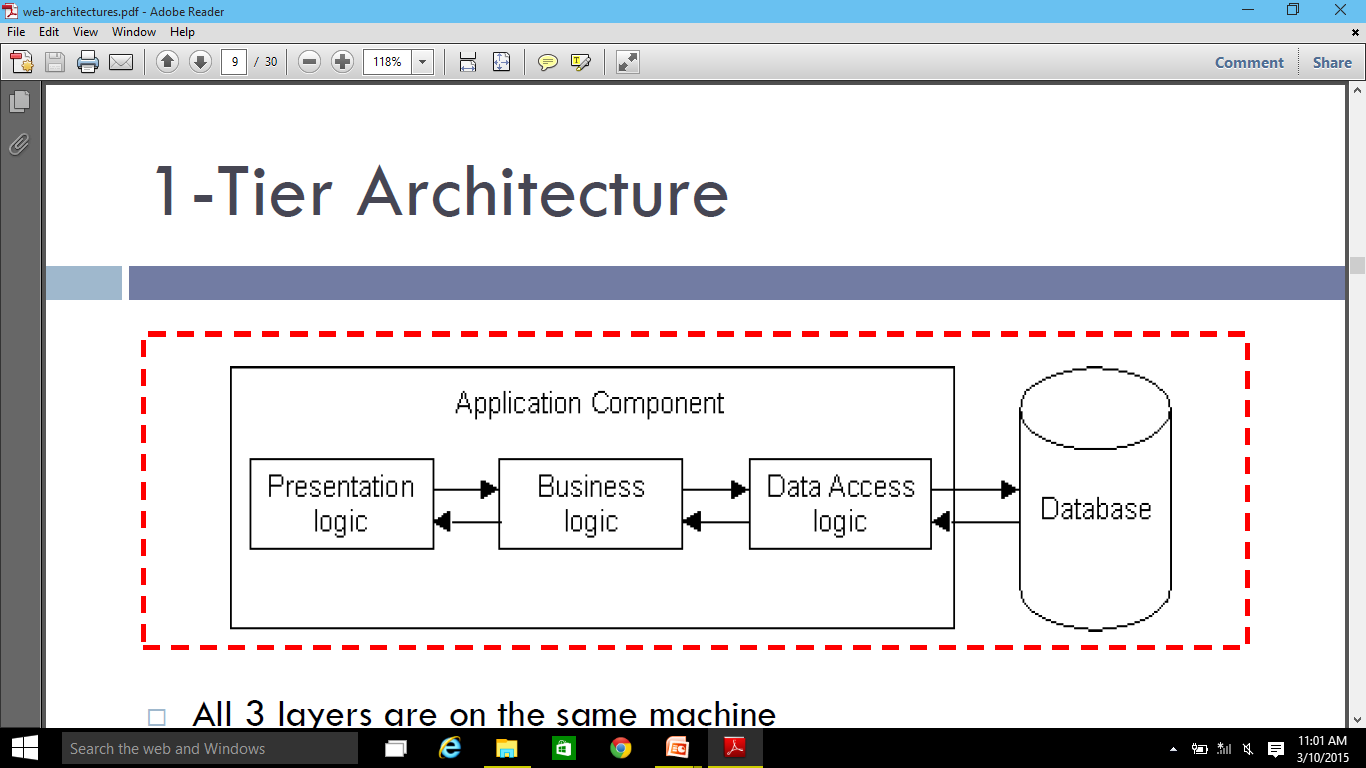 web-architectures.pdf - Adobe Reader
File Edit View Window Help
9 / 30 118% Comment Share
1-Tier Architecture
Application Component
Presentation
logic
Business
logic
Data Access
logic
Database
All 3 layers are on the same machine
Search the web and Windows
11:01 AM
3/10/2015